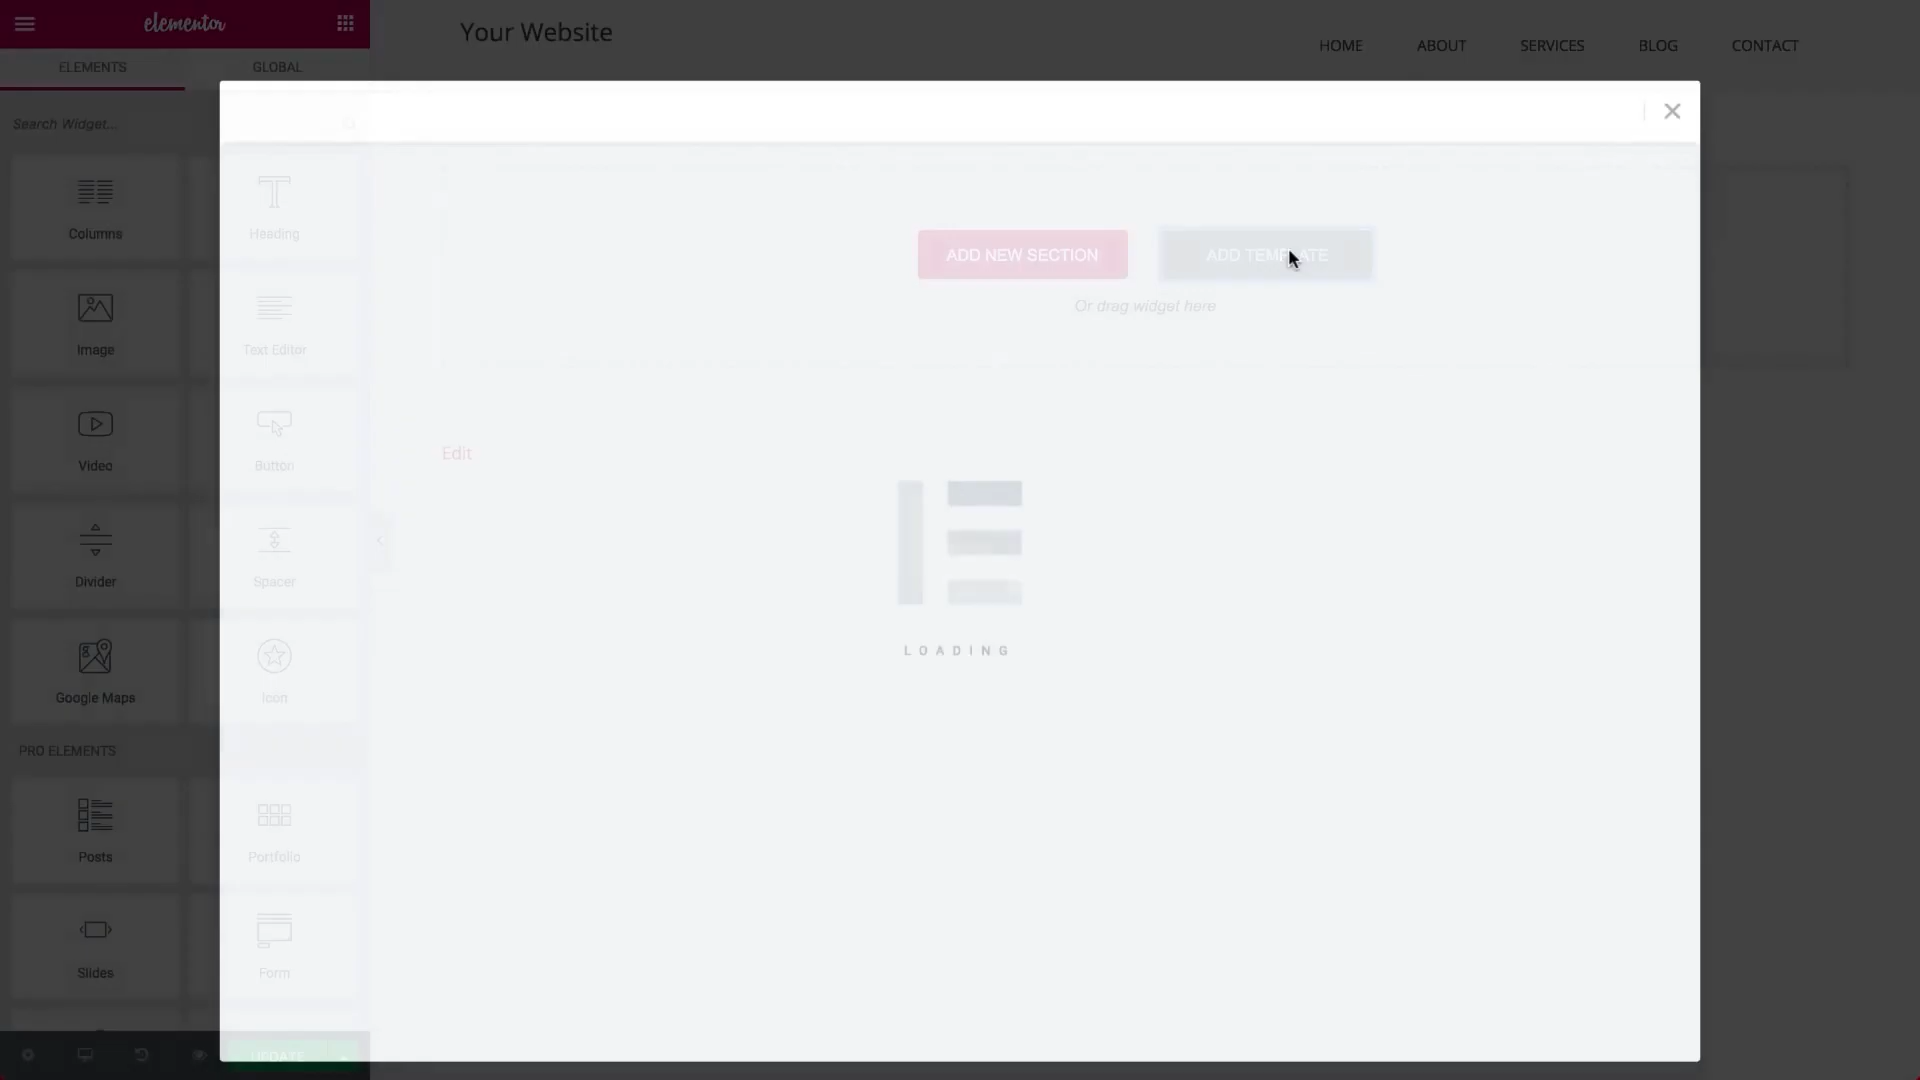 elementor
Your Website
HOME
ABOUT
SERVICES
BLOG
CONTACT
ELEMENTS
GLOBAL
Search Widget...
Columns
Heading
ADD NEW SECTION
ADD TEMPLATE
Or drag widget here
Image
Text Editor
Video
Button
Edit
Divider
Spacer
LOADING
Google Maps
Icon
PRO ELEMENTS
Posts
Portfolio
Slides
Form
UPDATE